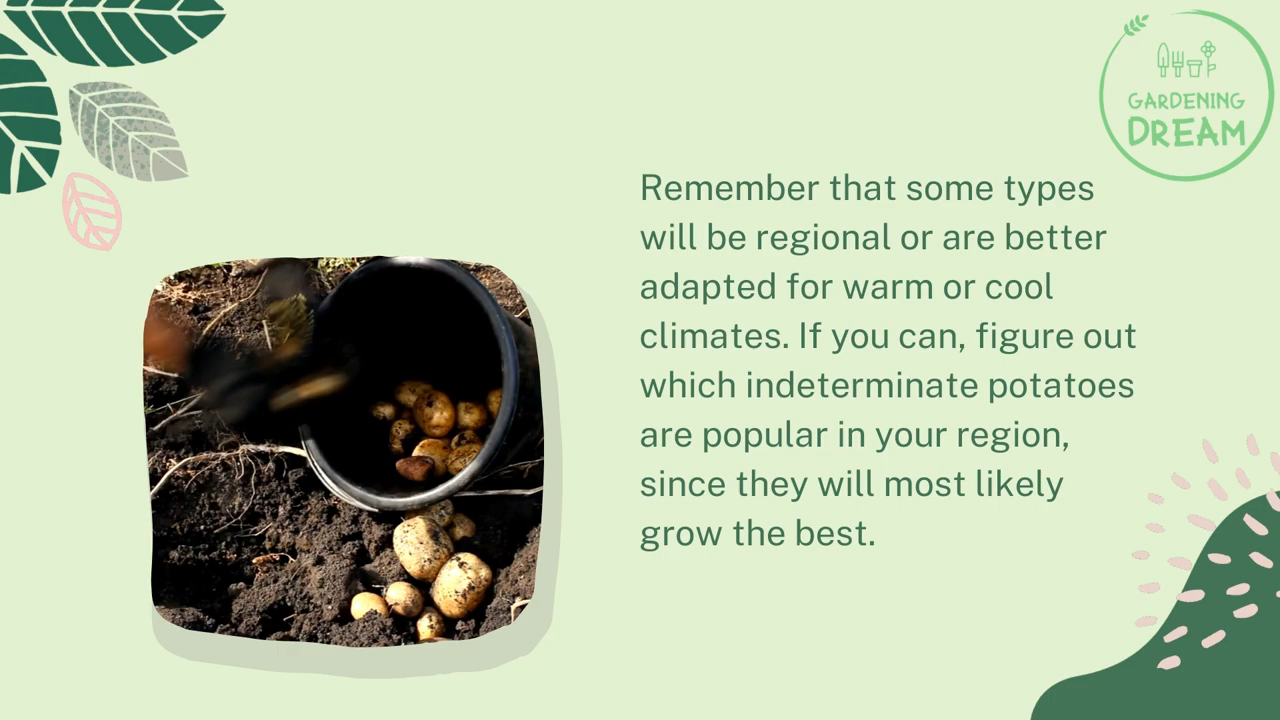 GARDENING
DREAM
Remember that some types
will be regional or are better
adapted for warm or cool
climates. If you can, figure out
which indeterminate potatoes
are popular in your region,
since they will most likely
grow the best.